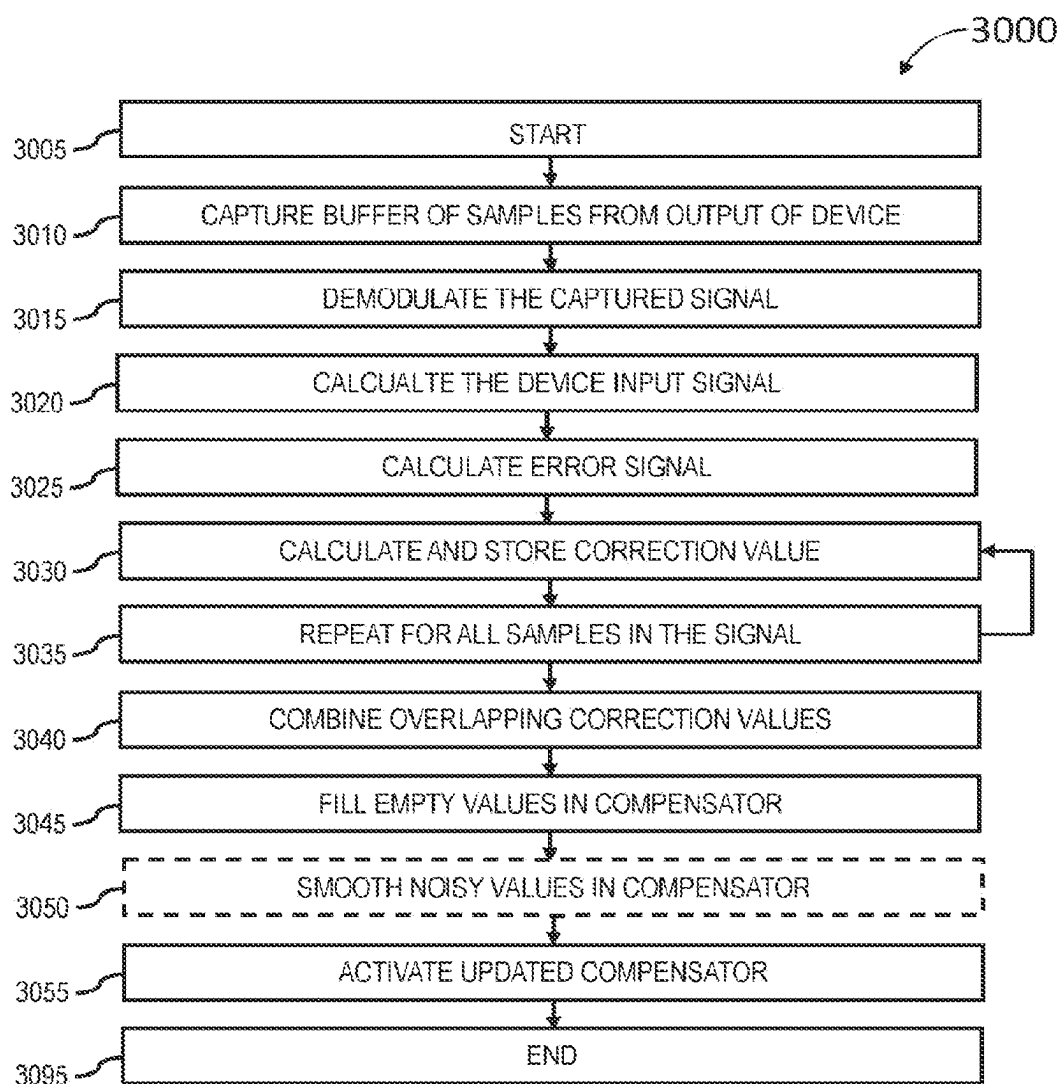 3000
3005 START
3010 CAPTURE BUFFER OF SAMPLES FROM OUTPUT OF DEVICE
3015 DEMODULATE THE CAPTURED SIGNAL
3020 CALCUALTE THE DEVICE INPUT SIGNAL
3025 CALCULATE ERROR SIGNAL
3030 CALCULATE AND STORE CORRECTION VALUE
3035 REPEAT FOR ALL SAMPLES IN THE SIGNAL
3040 COMBINE OVERLAPPING CORRECTION VALUES
3045 FILL EMPTY VALUES IN COMPENSATOR
3050 SMOOTH NOISY VALUES IN COMPENSATOR
3055 ACTIVATE UPDATED COMPENSATOR
3095 END